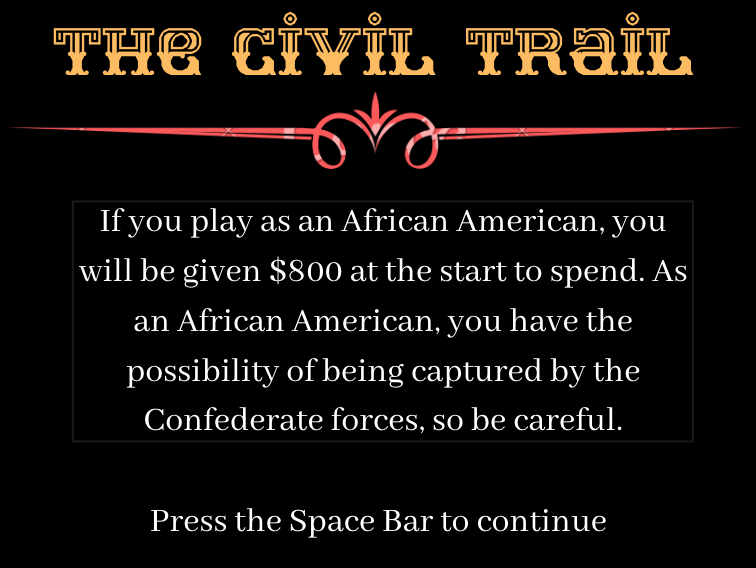 THe CiViL TRaiL
If you play as an African American, you
will be given $800 at the start to spend. As
an African American, you have the
possibility of being captured by the
Confederate forces, so be careful.
Press the Space Bar to continue